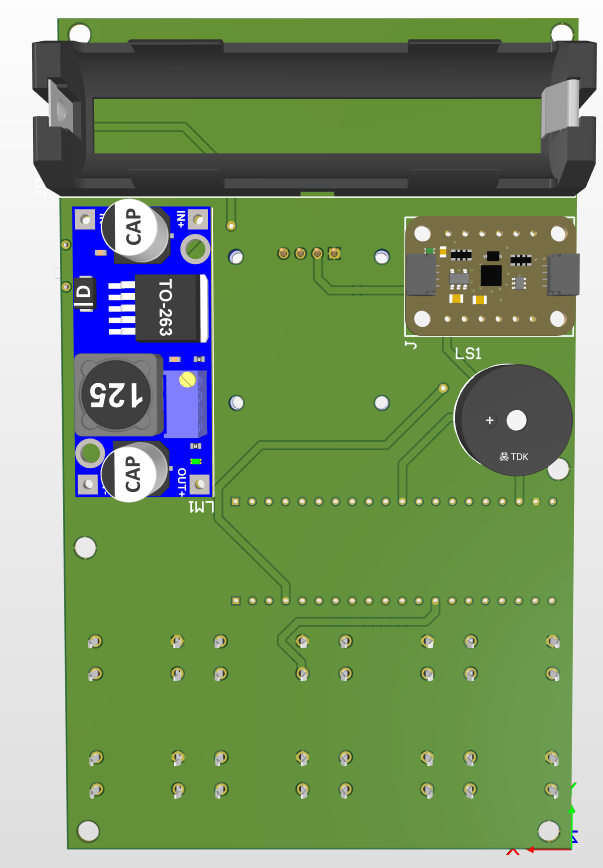 CAP
IN+
D
TO-263
125
CAP
OUT+
LM1
J
LS1
+
TDK